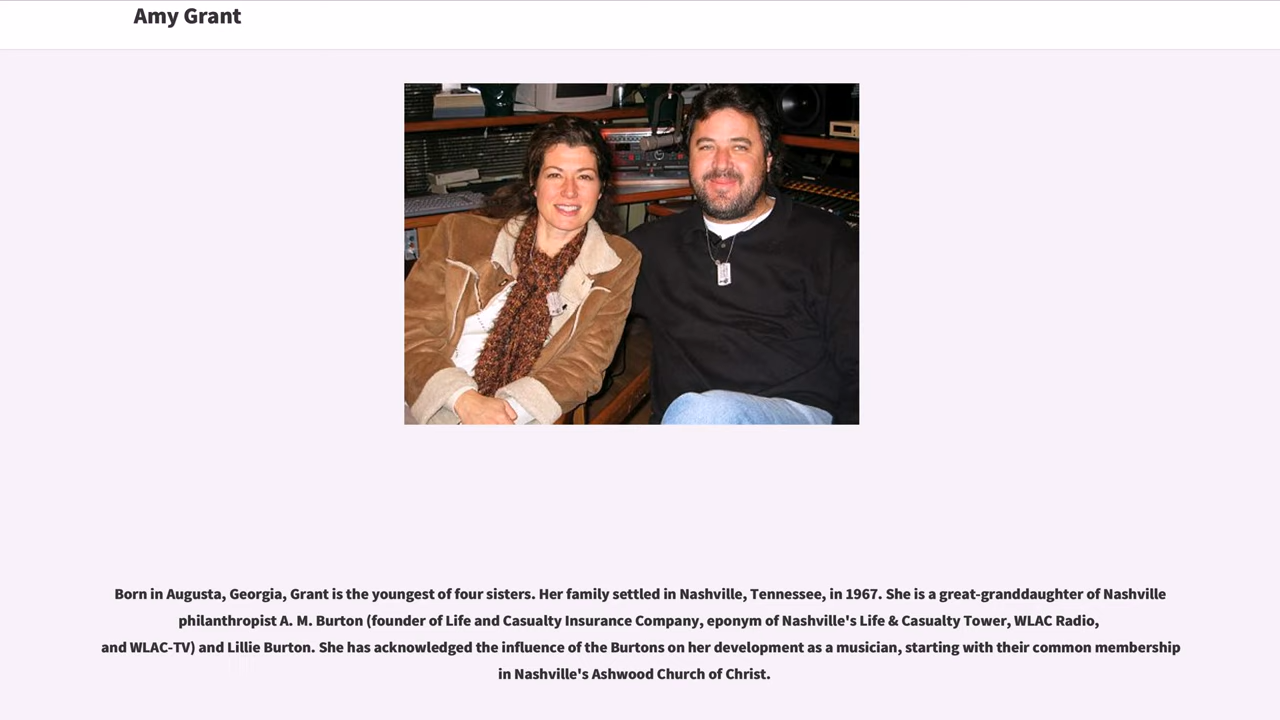 Amy Grant
Born in Augusta, Georgia, Grant is the youngest of four sisters. Her family settled in Nashville, Tennessee, in 1967. She is a great-granddaughter of Nashville
philanthropist A. M. Burton (founder of Life and Casualty Insurance Company, eponym of Nashville's Life & Casualty Tower, WLAC Radio,
and WLAC-TV) and Lillie Burton. She has acknowledged the influence of the Burtons on her development as a musician, starting with their common membership
in Nashville's Ashwood Church of Christ.